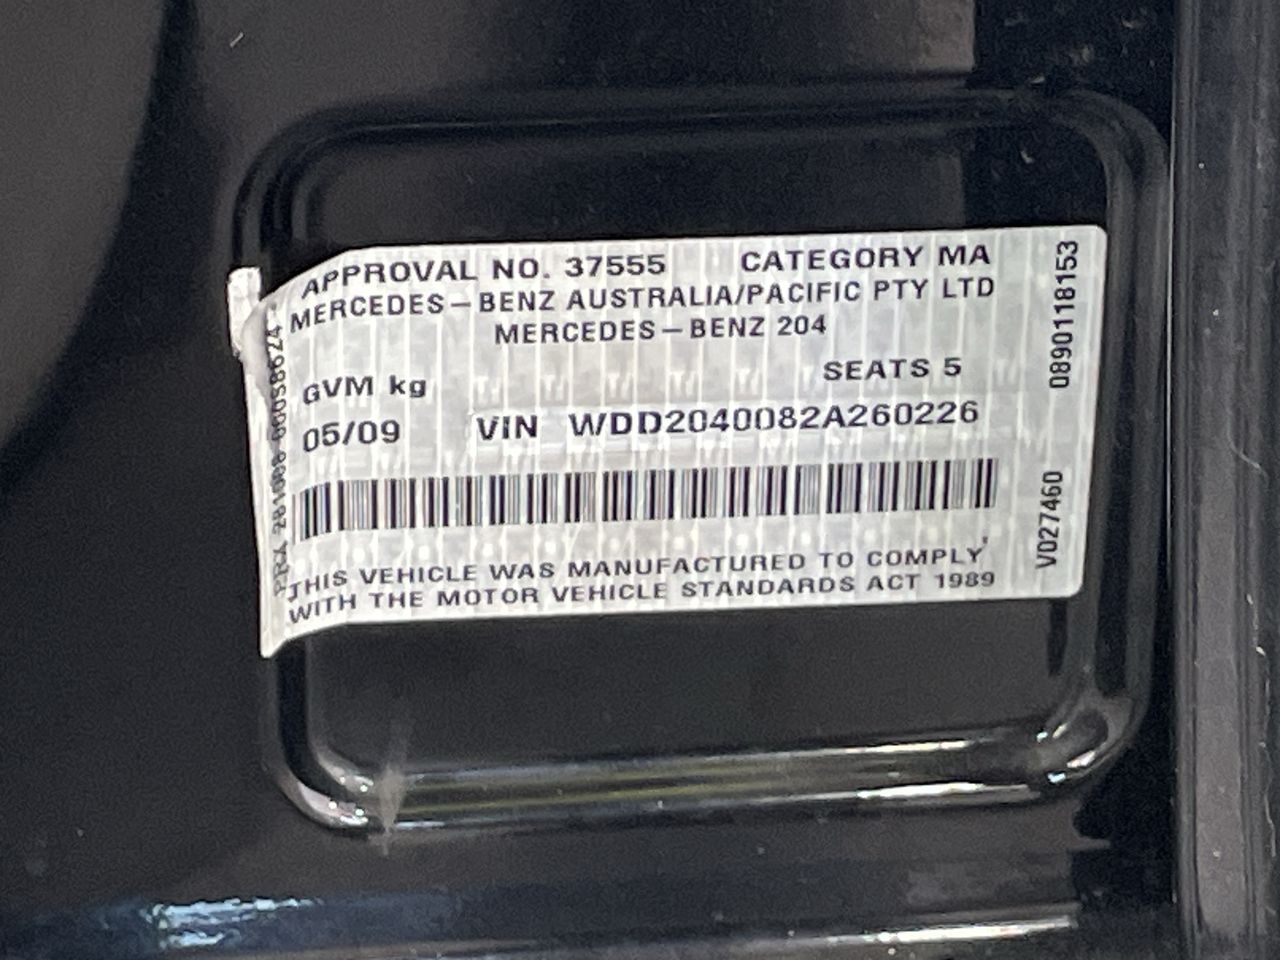 APPROVAL NO. 37555 CATEGORY MA
MERCEDES-BENZ AUSTRALIA/PACIFIC PTY LTD
MERCEDES-BENZ 204
SEATS 5
GVM kg
05/09 VIN WDD2040082A260226
THIS VEHICLE WAS MANUFACTURED TO COMPLY
WITH THE MOTOR VEHICLE STANDARDS ACT 1989
0890118153
V027460